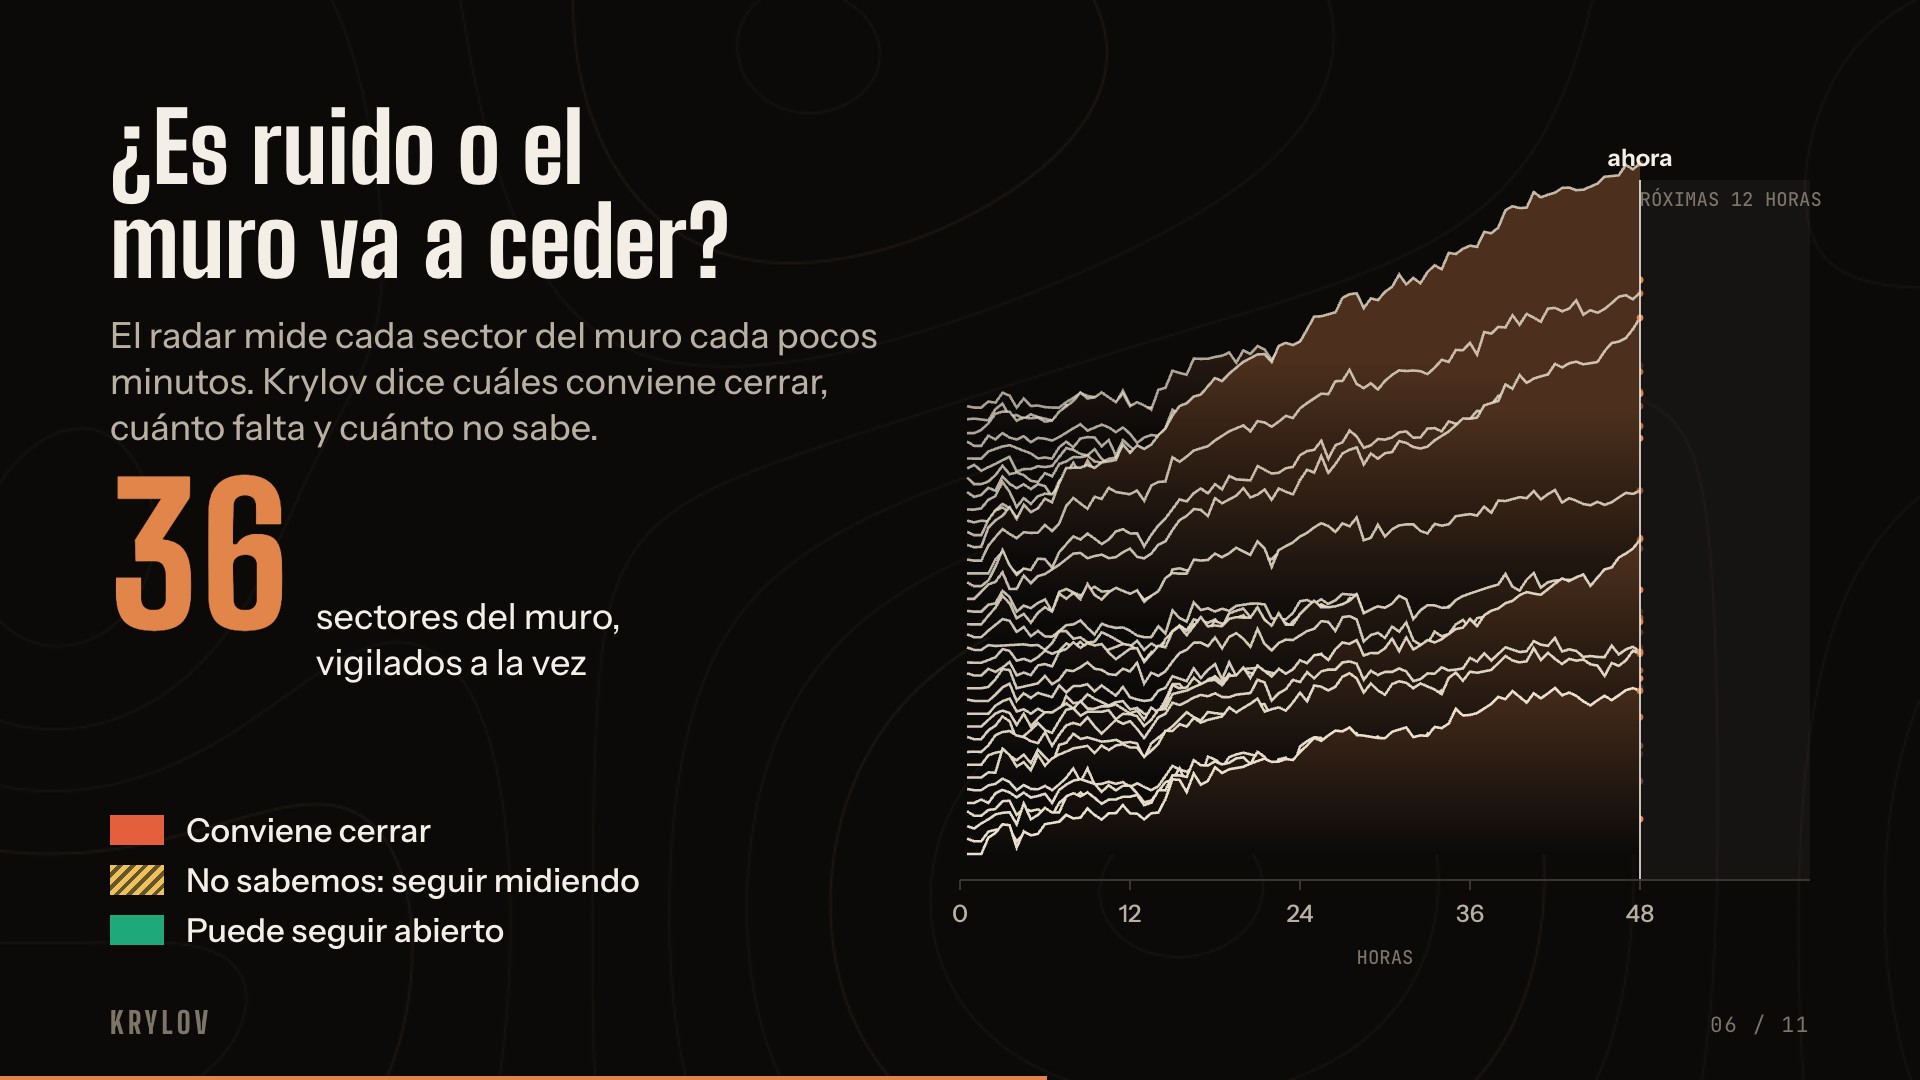 ¿Es ruido o el
muro va a ceder?
El radar mide cada sector del muro cada pocos
minutos. Krylov dice cuáles conviene cerrar,
cuánto falta y cuánto no sabe.
36
sectores del muro,
vigilados a la vez
Conviene cerrar
No sabemos: seguir midiendo
Puede seguir abierto
ahora
RÓXIMAS 12 HORAS
0 12 24 36 48
HORAS
KRYLOV
06 / 11